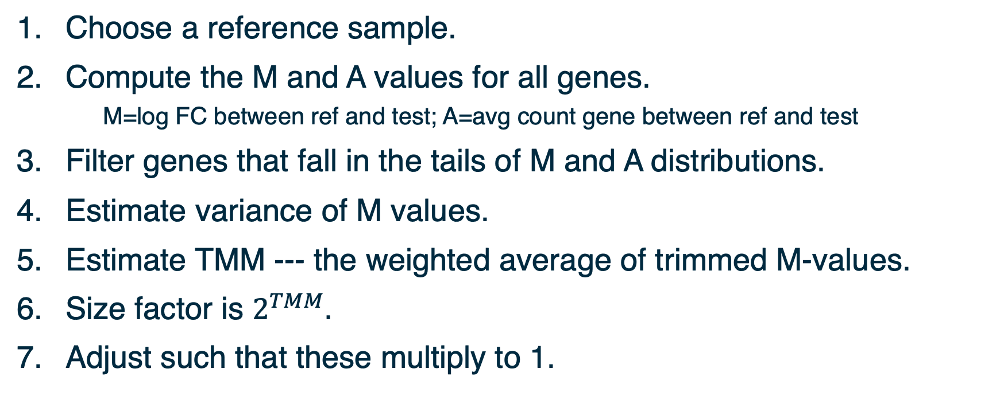 1. Choose a reference sample.
2. Compute the M and A values for all genes.
M=log FC between ref and test; A=avg count gene between ref and test
3. Filter genes that fall in the tails of M and A distributions.
4. Estimate variance of M values.
5. Estimate TMM --- the weighted average of trimmed M-values.
6. Size factor is 2^TMM.
7. Adjust such that these multiply to 1.